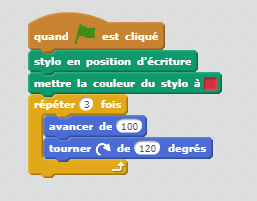 quand est cliqué
stylo en position d'écriture
mettre la couleur du stylo à
répéter 3 fois
avancer de 100
tourner de 120 degrés